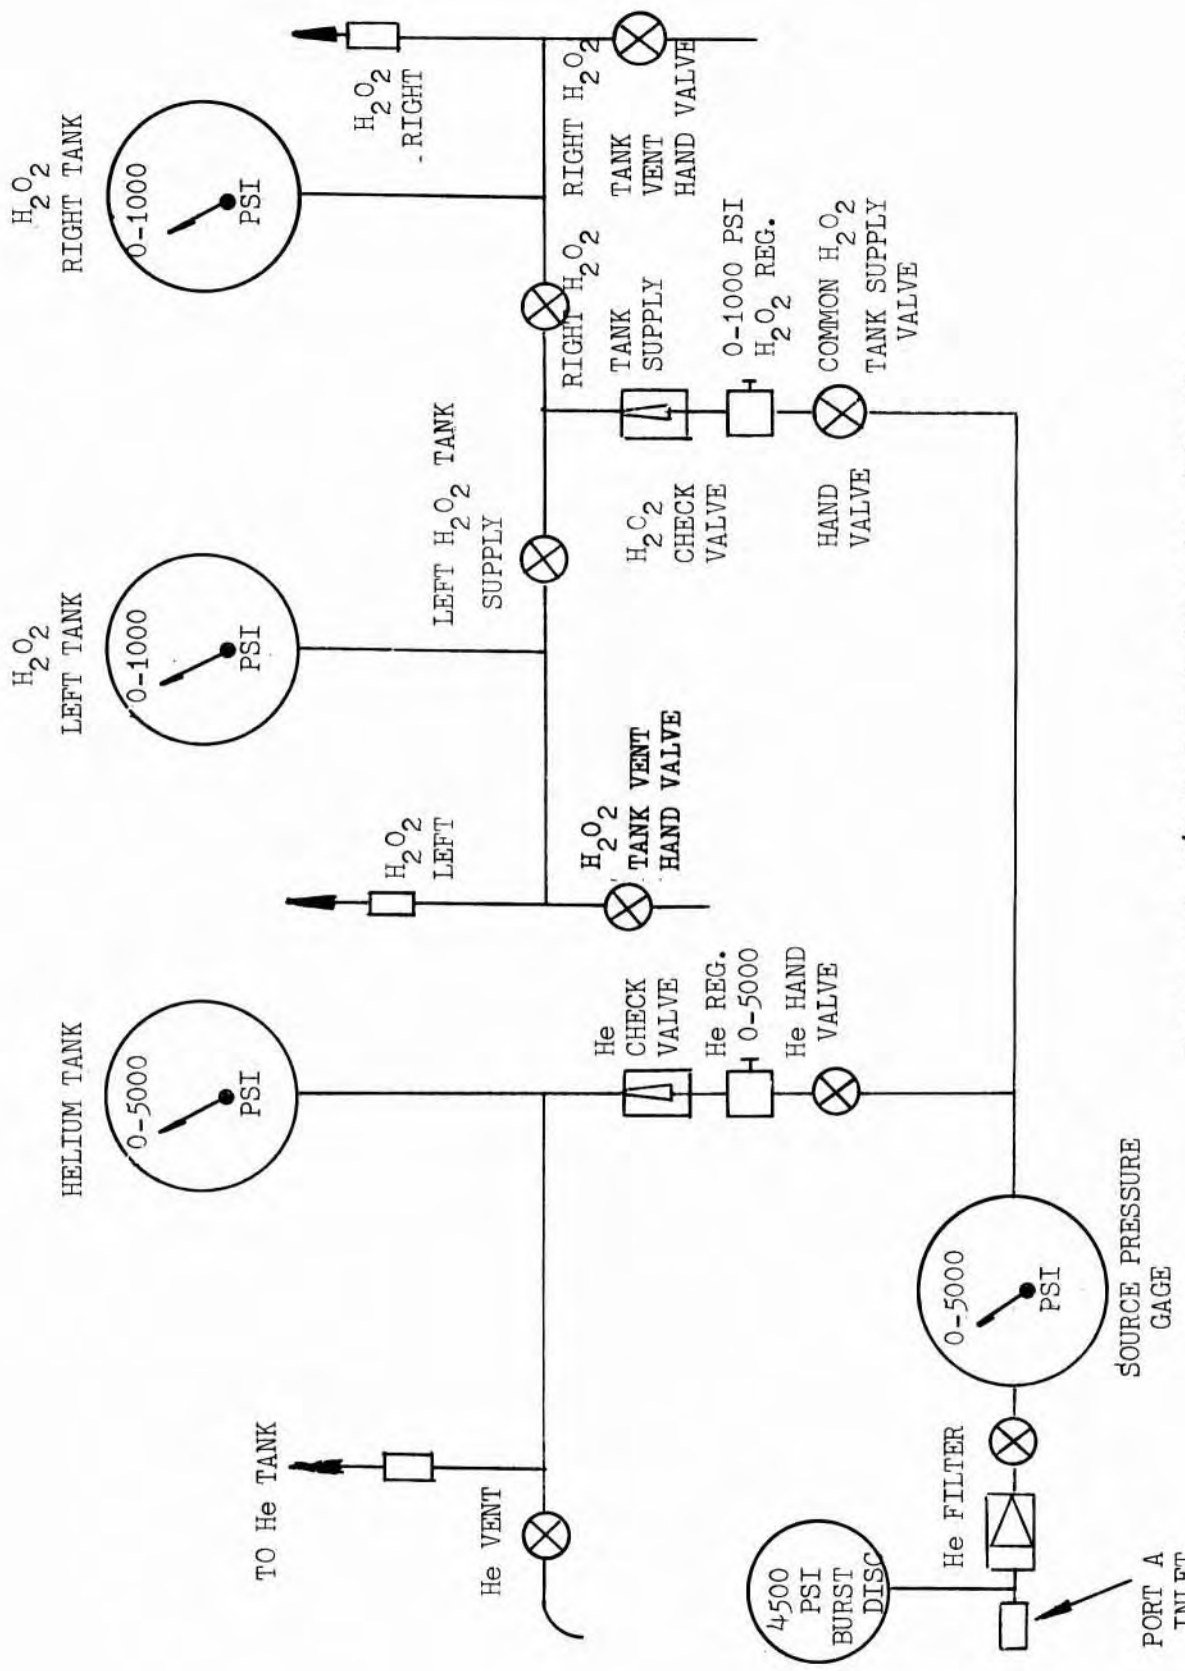 HELIUM TANK
0-5000
PSI
H2O2
LEFT TANK
0-1000
PSI
H2O2
RIGHT TANK
0-1000
PSI
TO He TANK
H2O2
LEFT
H2O2
.RIGHT
He VENT
LEFT H2O2 TANK
SUPPLY
H2O2
TANK VENT
HAND VALVE
RIGHT H2O2
TANK
SUPPLY
RIGHT H2O2
TANK
VENT
HAND VALVE
He
CHECK
VALVE
He REG.
0-5000
He HAND
VALVE
H2C2
CHECK
VALVE
0-1000 PSI
H2O2 REG.
HAND
VALVE
COMMON H2O2
TANK SUPPLY
VALVE
4500
PSI
BURST
DISC
He FILTER
0-5000
PSI
SOURCE PRESSURE
GAGE
PORT A
INLET